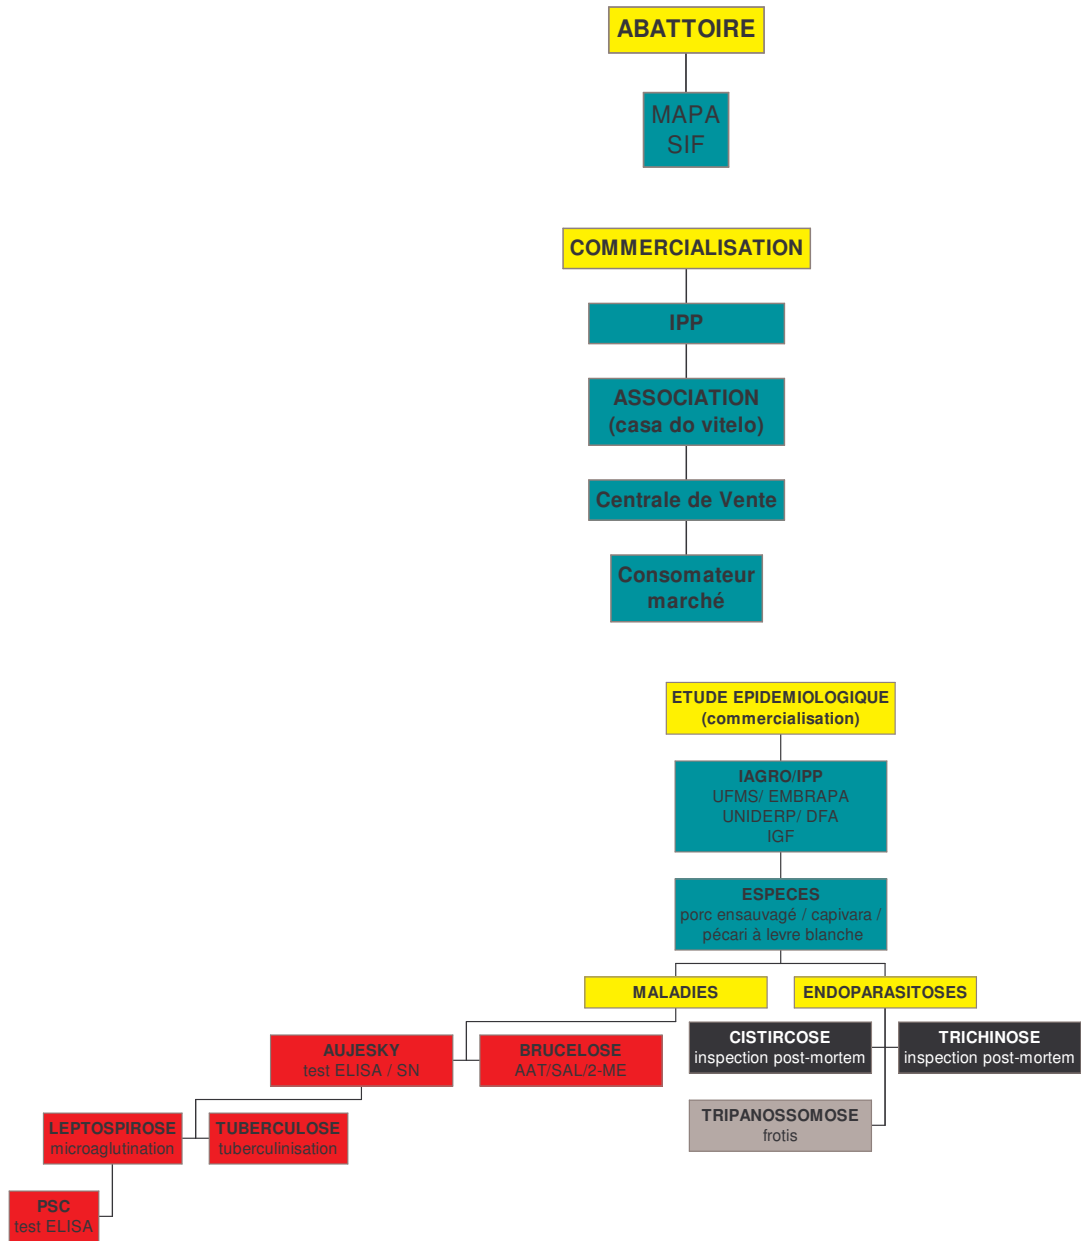 ABATTOIRE
MAPA
SIF
COMMERCIALISATION
IPP
ASSOCIATION
(casa do vitelo)
Centrale de Vente
Consomateur
marché
ETUDE EPIDEMIOLOGIQUE
(commercialisation)
IAGRO/IPP
UFMS/ EMBRAPA
UNIDERP/ DFA
IGF
ESPECES
porc ensauvagé / capivara /
pécari à levre blanche
MALADIES
ENDOPARASITOSES
AUJESKY
test ELISA / SN
BRUCELOSE
AAT/SAL/2-ME
CISTIRCOSE
inspection post-mortem
TRICHINOSE
inspection post-mortem
LEPTOSPIROSE
microaglutination
TUBERCULOSE
tuberculinisation
TRIPANOSSOMOSE
frotis
PSC
test ELISA